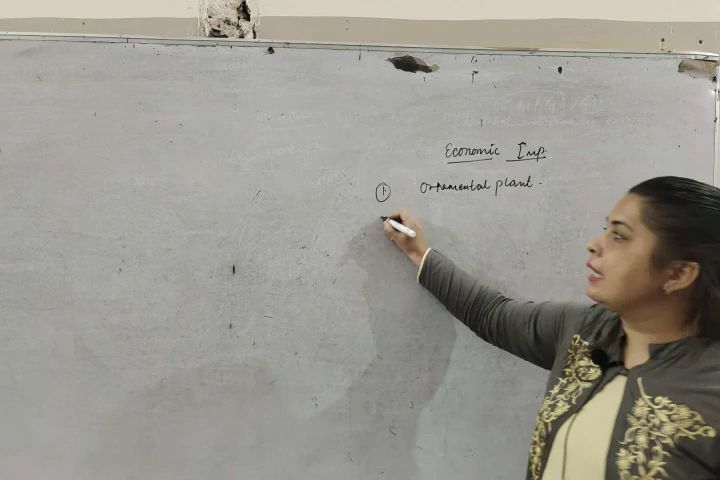 Economic Imp.
① Ornamental plant.